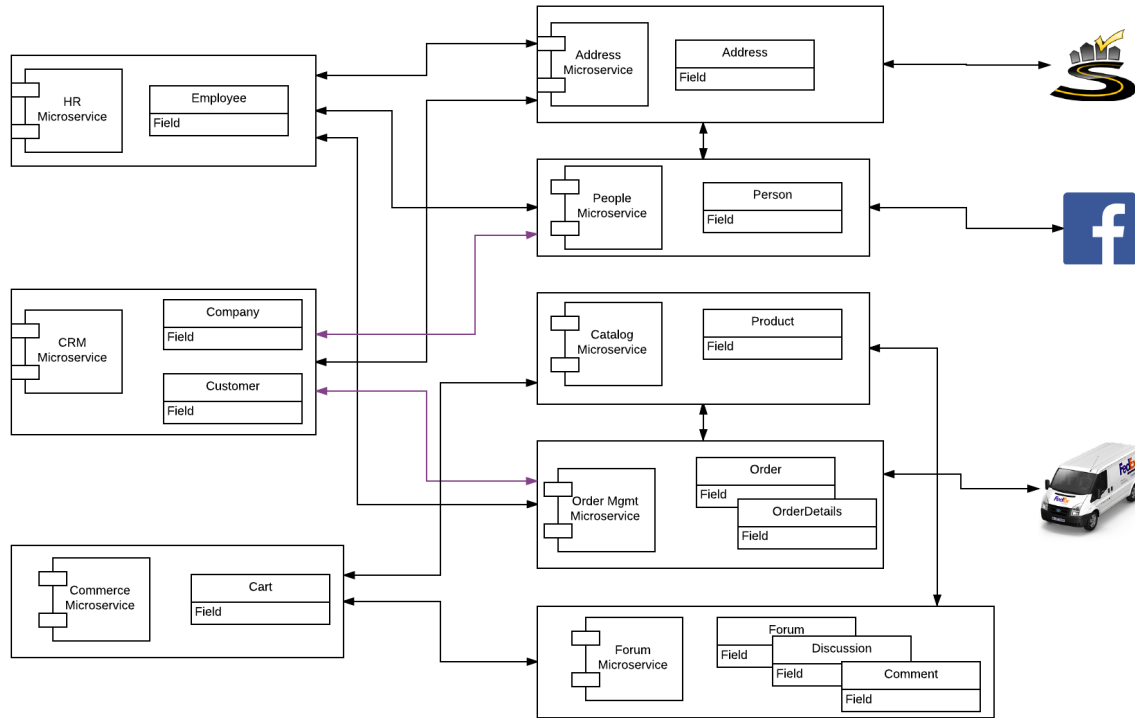 HR
Microservice
Employee
Field
Address
Microservice
Address
Field
People
Microservice
Person
Field
CRM
Microservice
Company
Field
Customer
Field
Catalog
Microservice
Product
Field
Order Mgmt
Microservice
Order
Field
OrderDetails
Field
FedEx
FedEx
Commerce
Microservice
Cart
Field
Forum
Microservice
Forum
Field
Discussion
Field
Comment
Field
f